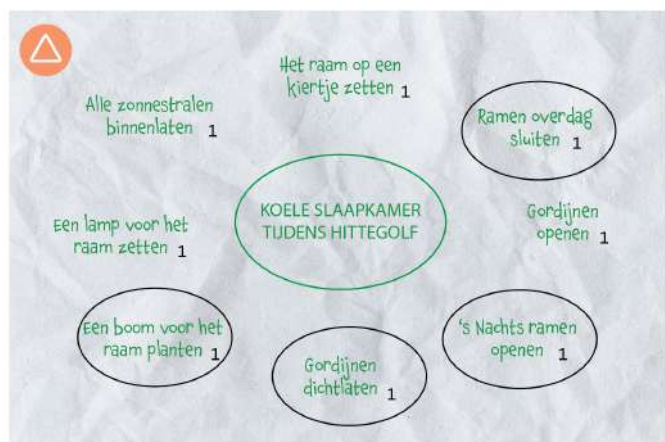 Het raam op een
kiertje zetten 1
Alle zonnestralen
binnenlaten 1
Ramen overdag
sluiten 1
KOELE SLAAPKAMER
TIJDENS HITTEGOLF
Gordijnen
openen 1
Een lamp voor het
raam zetten 1
Een boom voor het
raam planten 1
's Nachts ramen
openen 1
Gordijnen
dichtlaten 1